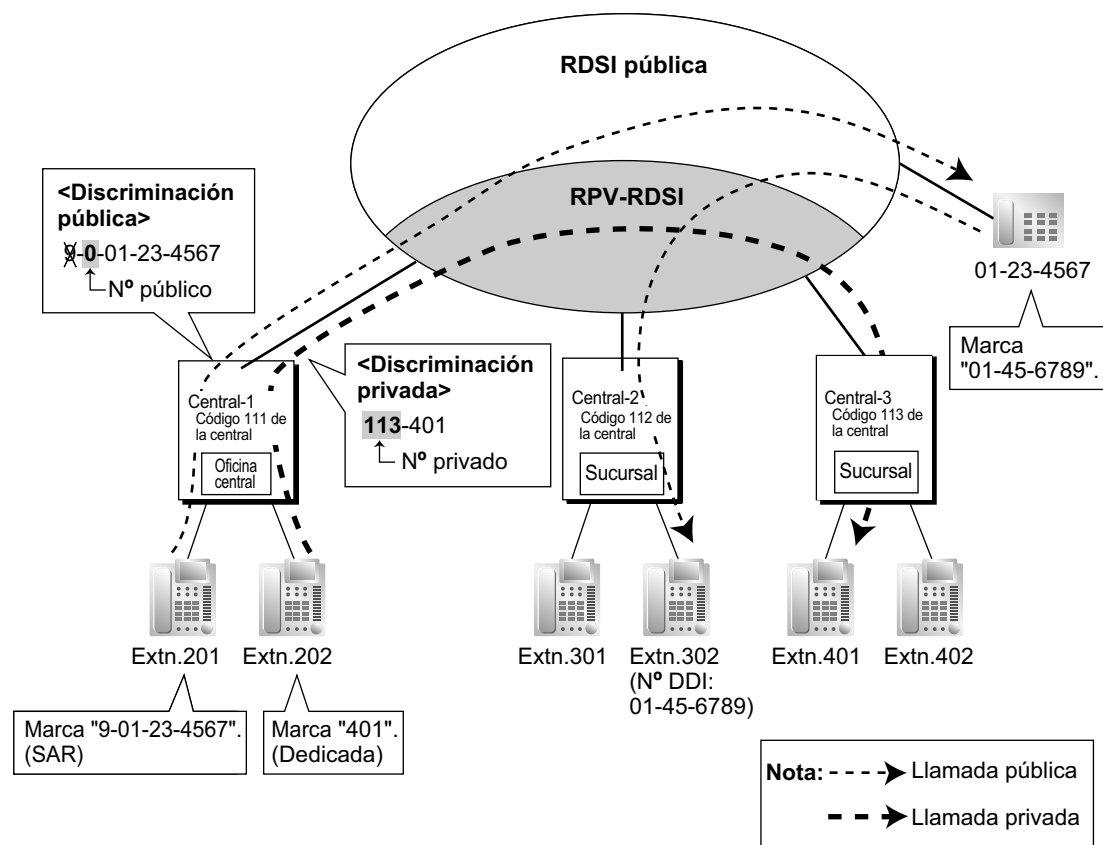 RDSI pública
RPV-RDSI
<Discriminación
pública>
9-0-01-23-4567
Nº público
01-23-4567
Marca
"01-45-6789".
<Discriminación
privada>
113-401
Nº privado
Central-1
Código 111 de
la central
Oficina
central
Central-2
Código 112 de
la central
Sucursal
Central-3
Código 113 de
la central
Sucursal
Extn.201
Extn.202
Extn.301
Extn.302
(Nº DDI:
01-45-6789)
Extn.401
Extn.402
Marca "9-01-23-4567".
(SAR)
Marca "401".
(Dedicada)
Nota:
Llamada pública
Llamada privada